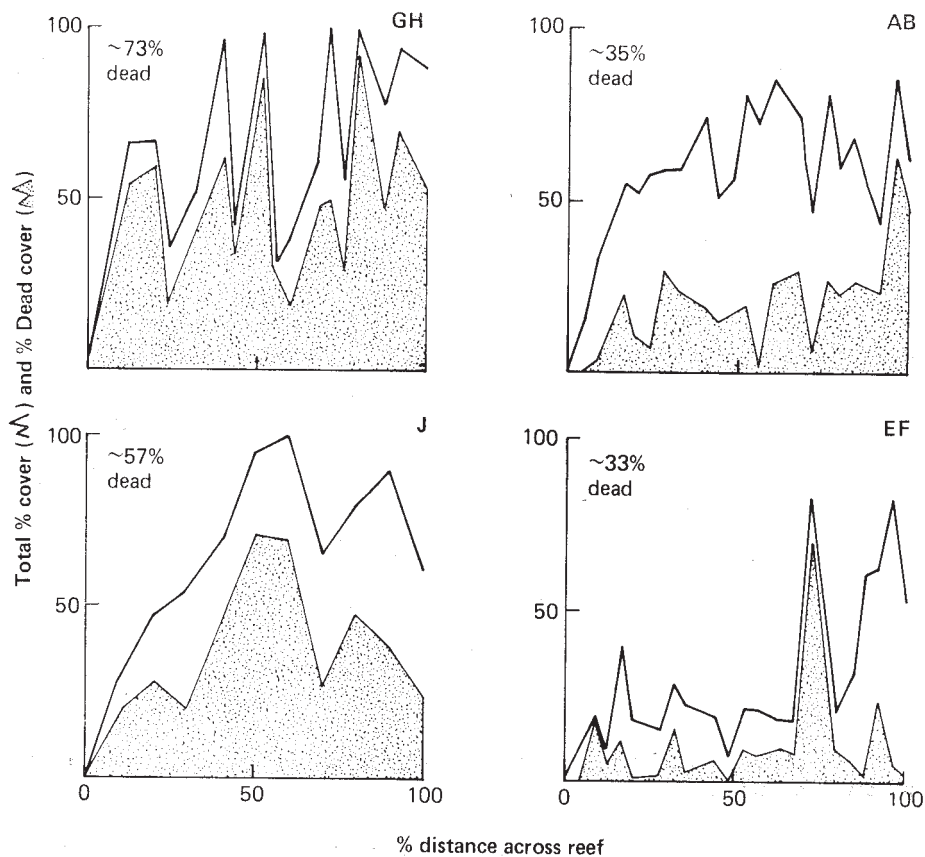 Total % cover ( ) and % Dead cover ( )
GH
100
~73%
dead
50
AB
100
~35%
dead
50
J
100
~57%
dead
50
0
50
100
EF
100
~33%
dead
50
0
50
100
% distance across reef